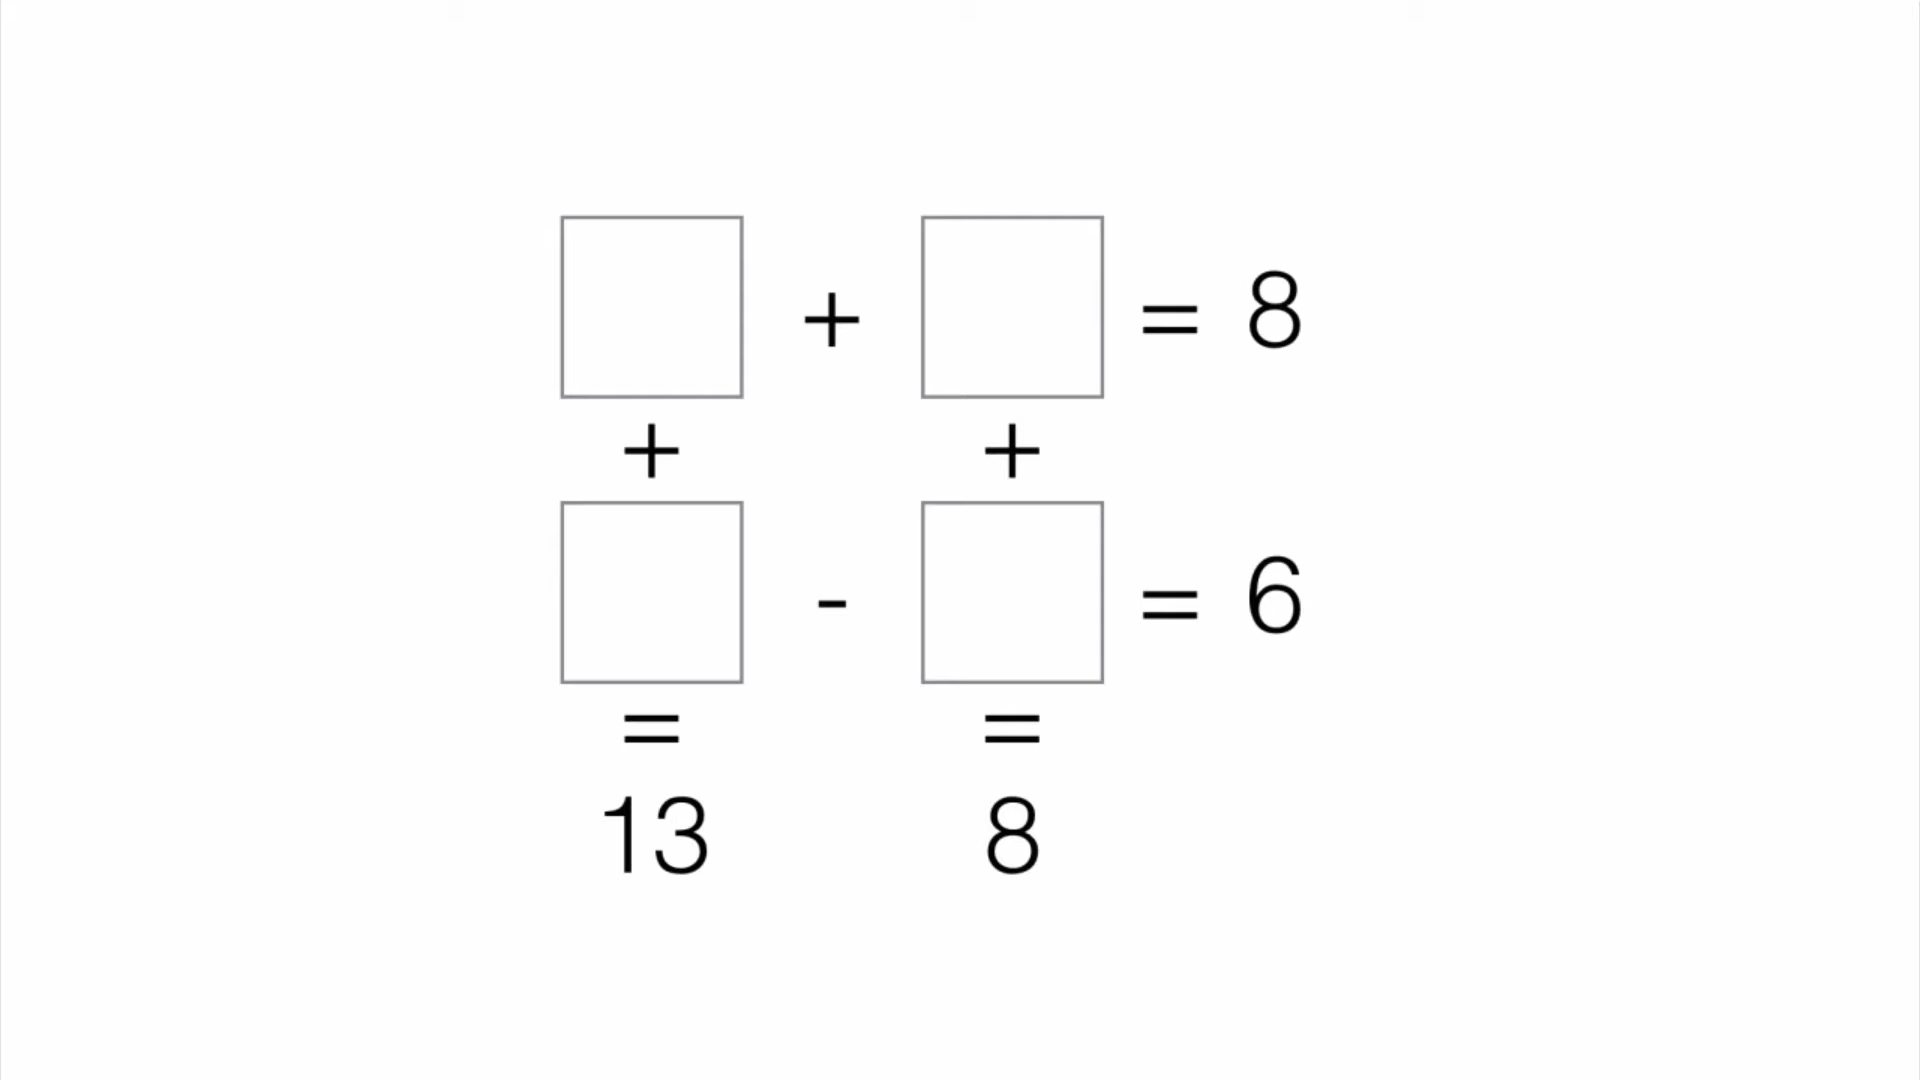 + = 8
+ +
- = 6
= =
13 8